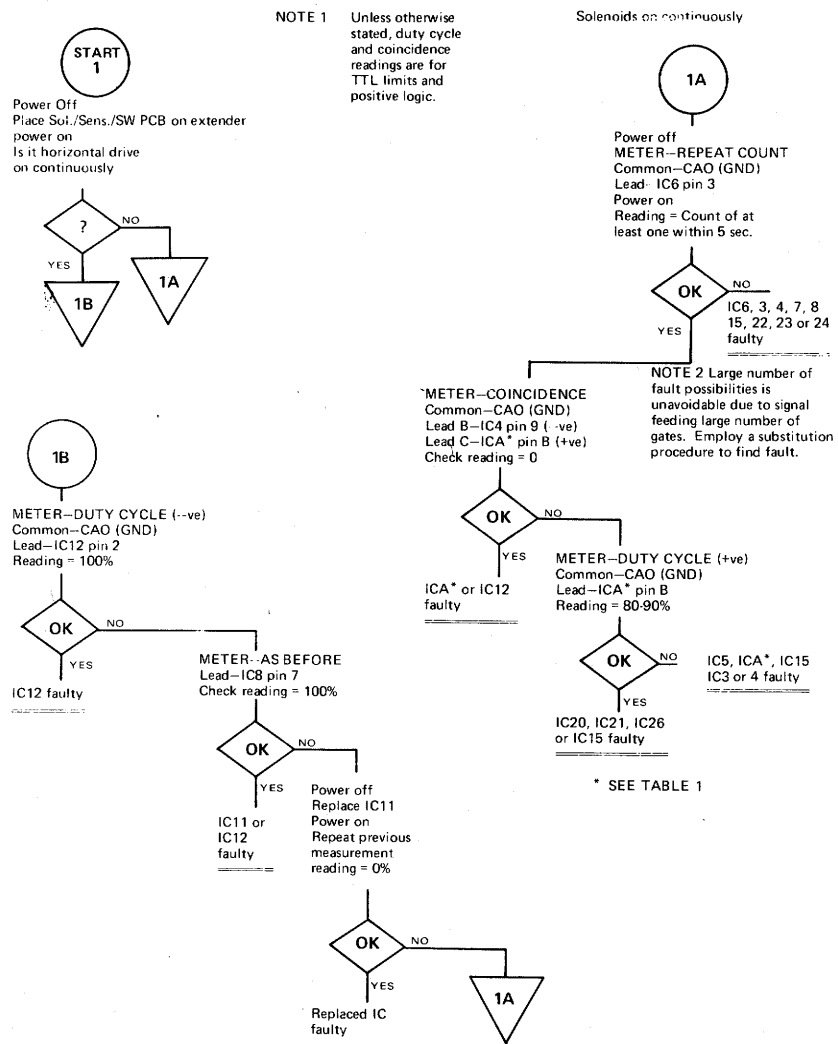 START
1
Power Off
Place Sol./Sens./SW PCB on extender
power on
Is it horizontal drive
on continuously
?
NO
YES
1B
1A
NOTE 1 Unless otherwise
stated, duty cycle
and coincidence
readings are for
TTL limits and
positive logic.
Solenoids on continuously
1A
Power off
METER--REPEAT COUNT
Common-CAO (GND)
Lead- IC6 pin 3
Power on
Reading = Count of at
least one within 5 sec.
OK
NO
YES
IC6, 3, 4, 7, 8
15, 22, 23 or 24
faulty
NOTE 2 Large number of
fault possibilities is
unavoidable due to signal
feeding large number of
gates. Employ a substitution
procedure to find fault.
METER-COINCIDENCE
Common-CAO (GND)
Lead B-IC4 pin 9 (--ve)
Lead C-ICA* pin B (+ve)
Check reading = 0
OK
NO
YES
ICA* or IC12
faulty
METER-DUTY CYCLE (+ve)
Common-CAO (GND)
Lead-ICA* pin B
Reading = 80-90%
OK
NO
YES
IC5, ICA*, IC15
IC3 or 4 faulty
IC20, IC21, IC26
or IC15 faulty
* SEE TABLE 1
1B
METER-DUTY CYCLE (--ve)
Common-CAO (GND)
Lead-IC12 pin 2
Reading = 100%
OK
NO
YES
IC12 faulty
METER--AS BEFORE
Lead-IC8 pin 7
Check reading = 100%
OK
NO
YES
IC11 or
IC12
faulty
Power off
Replace IC11
Power on
Repeat previous
measurement
reading = 0%
OK
NO
YES
Replaced IC
faulty
1A